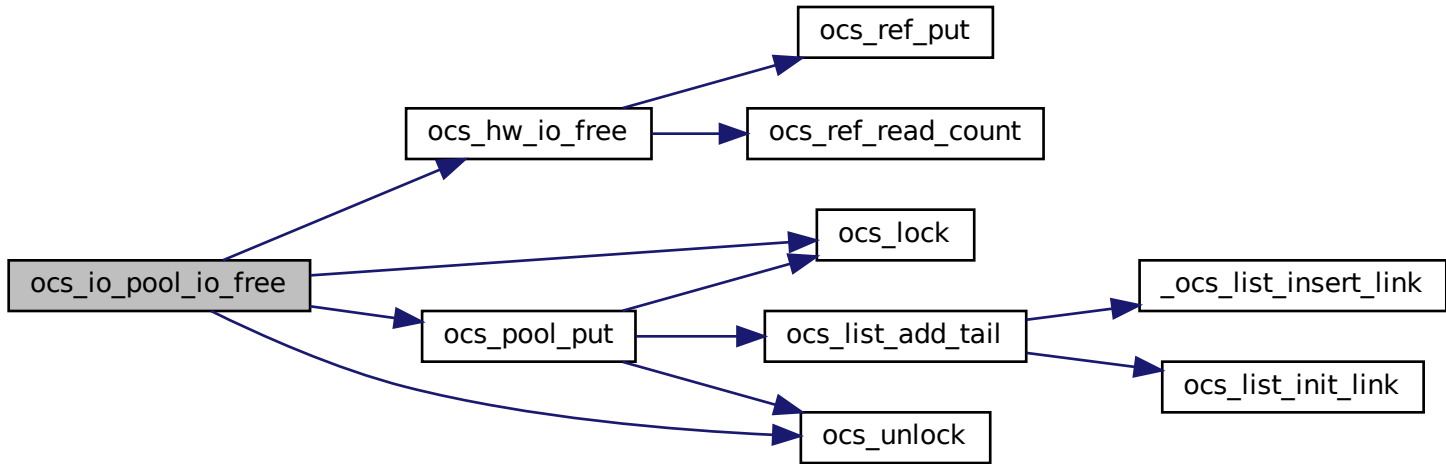 ocs_io_pool_io_free
ocs_hw_io_free
ocs_ref_put
ocs_ref_read_count
ocs_lock
ocs_pool_put
ocs_list_add_tail
_ocs_list_insert_link
ocs_list_init_link
ocs_unlock